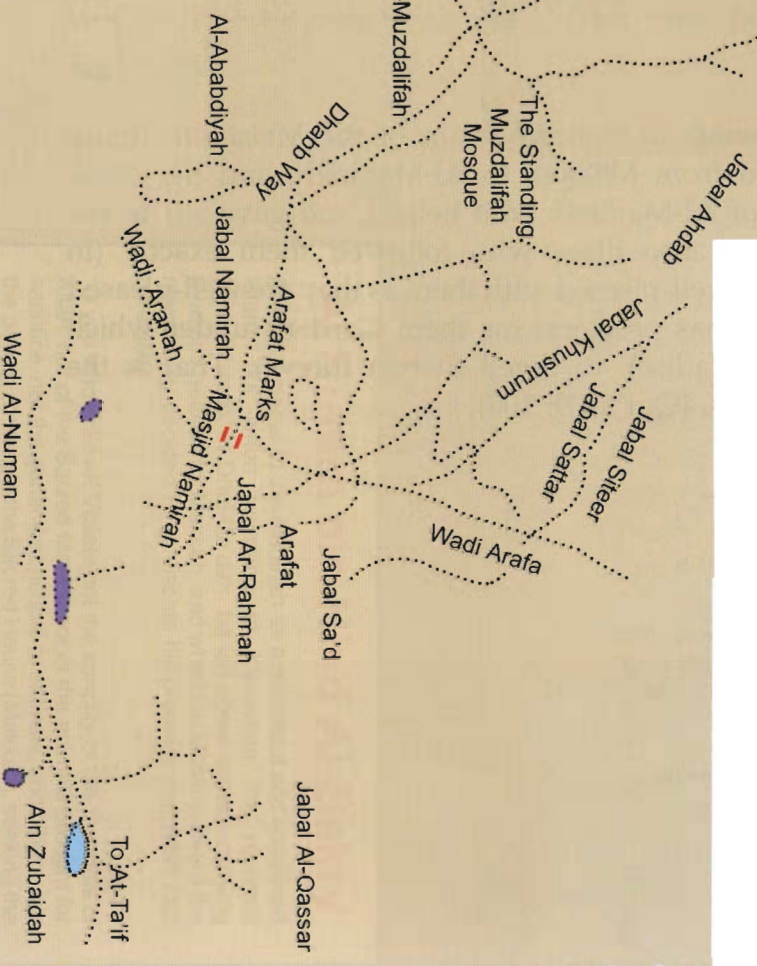 Muzdalifah
Al-Ababdiyah
Dhabb Way
The Standing
Muzdalifah
Mosque
Jabal Ahdab
Wadi Aranah
Jabal Namirah
Arafat Marks
Jabal Khushrum
Jabal Sattar
Jabal Siteer
Masjid Namirah
Wadi Al-Numan
Jabal Ar-Rahmah
Arafat
Jabal Sa'd
Wadi Arafa
Jabal Al-Qassar
To At-Ta'if
Ain Zubaidah